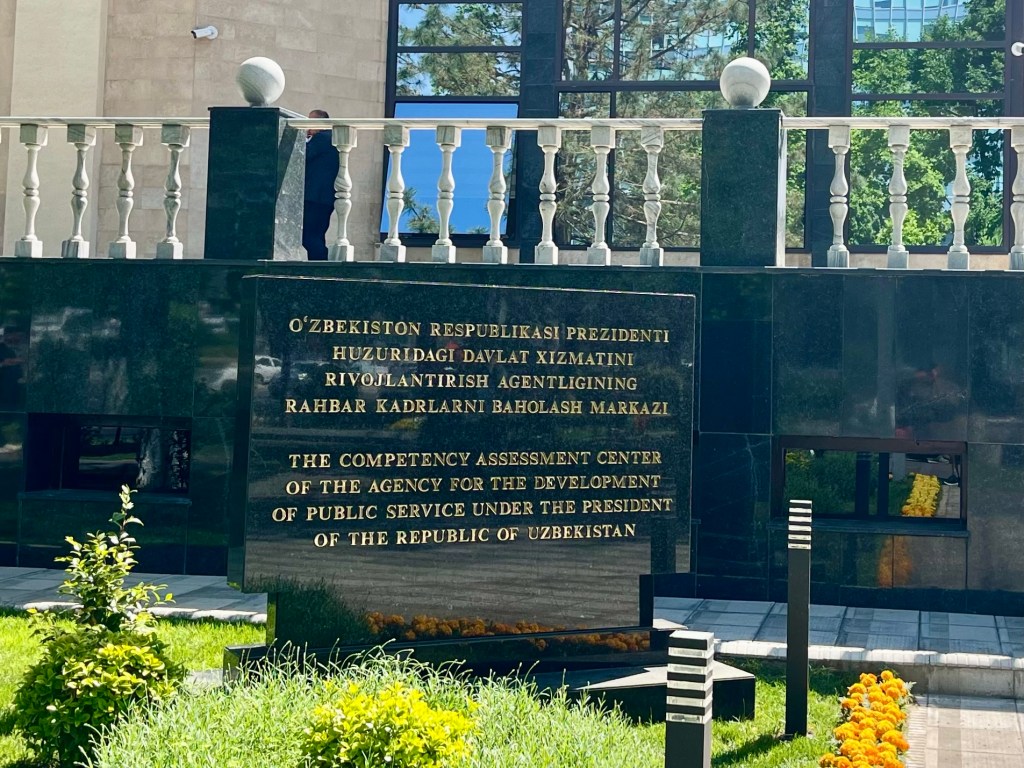 OʻZBEKISTON RESPUBLIKASI PREZIDENTI
HUZURIDAGI DAVLAT XIZMATINI
RIVOJLANTIRISH AGENTLIGINING
RAHBAR KADRLARNI BAHOLASH MARKAZI
THE COMPETENCY ASSESSMENT CENTER
OF THE AGENCY FOR THE DEVELOPMENT
OF PUBLIC SERVICE UNDER THE PRESIDENT
OF THE REPUBLIC OF UZBEKISTAN